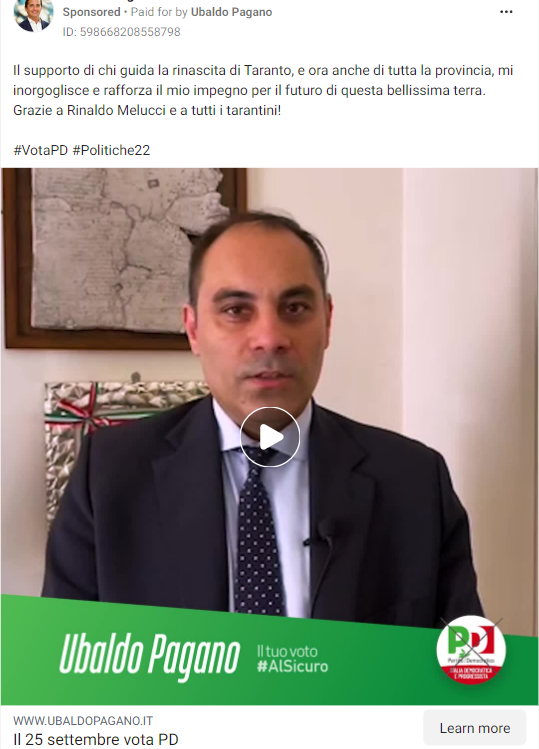 Sponsored • Paid for by Ubaldo Pagano
ID: 598668208558798
Il supporto di chi guida la rinascita di Taranto, e ora anche di tutta la provincia, mi
inorgoglisce e rafforza il mio impegno per il futuro di questa bellissima terra.
Grazie a Rinaldo Melucci e a tutti i tarantini!
#VotaPD #Politiche22
Ubaldo Pagano
Il tuo voto
#AlSicuro
PD
Partito Democratico
ITALIA DEMOCRATICA
E PROGRESSISTA
WWW.UBALDOPAGANO.IT
Il 25 settembre vota PD
Learn more